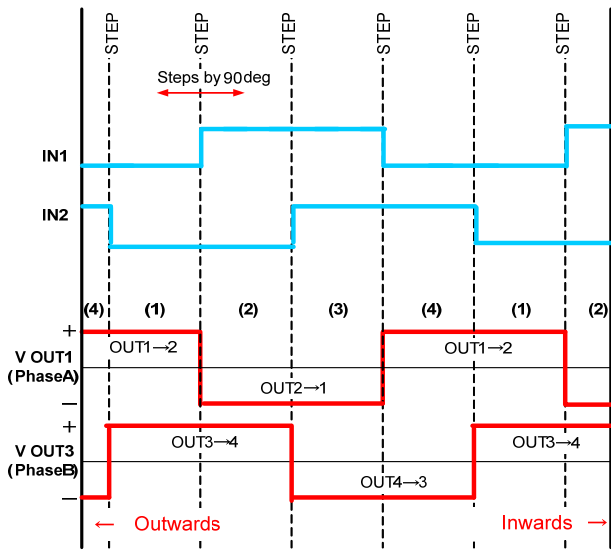 STEP STEP STEP STEP STEP STEP
Steps by 90deg
IN1
IN2
(4) (1) (2) (3) (4) (1) (2)
+
V OUT1
(PhaseA)
OUT1→2 OUT1→2
OUT2→1
−
+
V OUT3
(PhaseB)
OUT3→4 OUT3→4
OUT4→3
−
← Outwards Inwards →